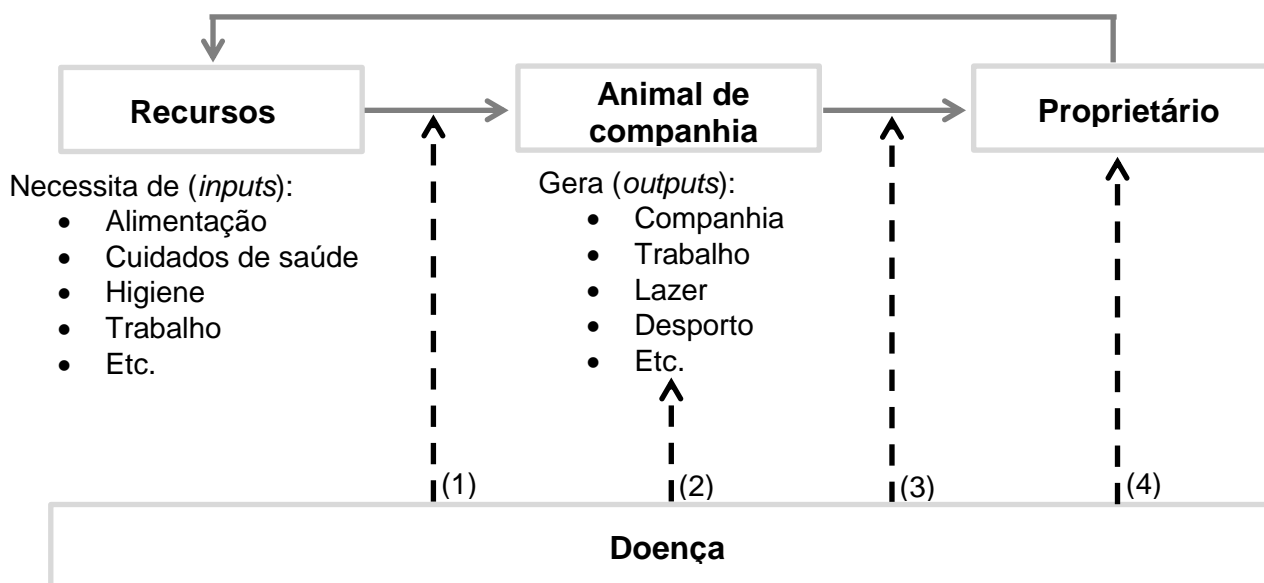 Recursos
Animal de
companhia
Proprietário
Necessita de (inputs):
• Alimentação
• Cuidados de saúde
• Higiene
• Trabalho
• Etc.
Gera (outputs):
• Companhia
• Trabalho
• Lazer
• Desporto
• Etc.
(1)
(2)
(3)
(4)
Doença